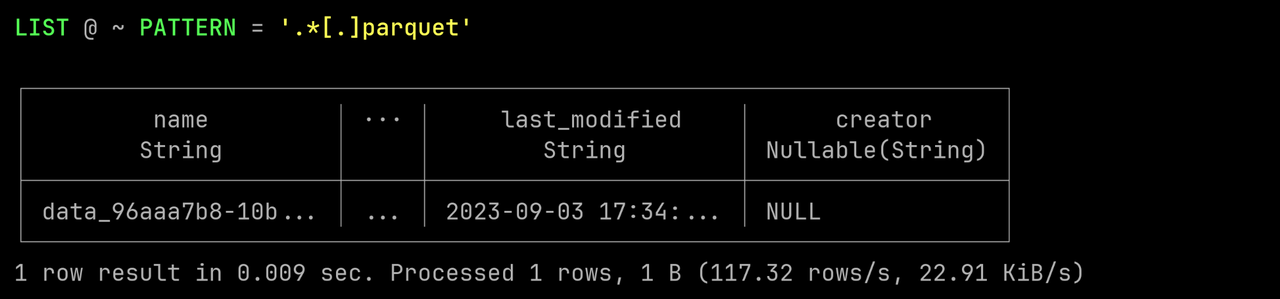 LIST @ ~ PATTERN = '.*[.]parquet'
name ··· last_modified creator
String String Nullable(String)
data_96aaa7b8-10b... ... 2023-09-03 17:34:... NULL
1 row result in 0.009 sec. Processed 1 rows, 1 B (117.32 rows/s, 22.91 KiB/s)